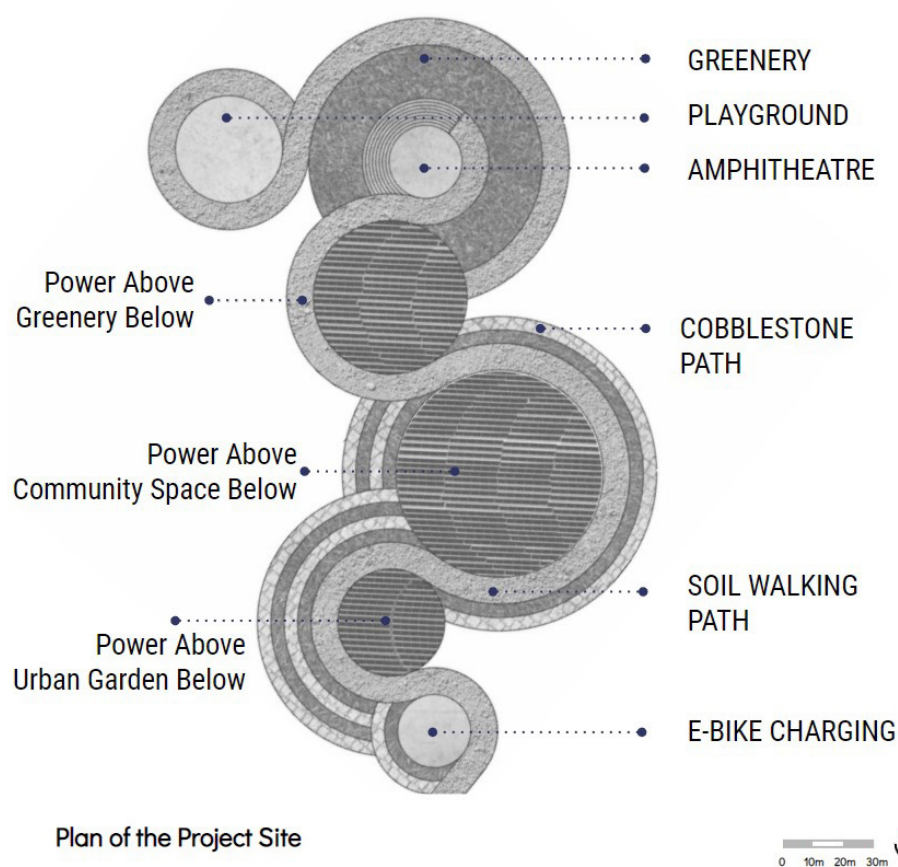 GREENERY
PLAYGROUND
AMPHITHEATRE
Power Above
Greenery Below
COBBLESTONE
PATH
Power Above
Community Space Below
SOIL WALKING
PATH
Power Above
Urban Garden Below
E-BIKE CHARGING
Plan of the Project Site
0 10m 20m 30m